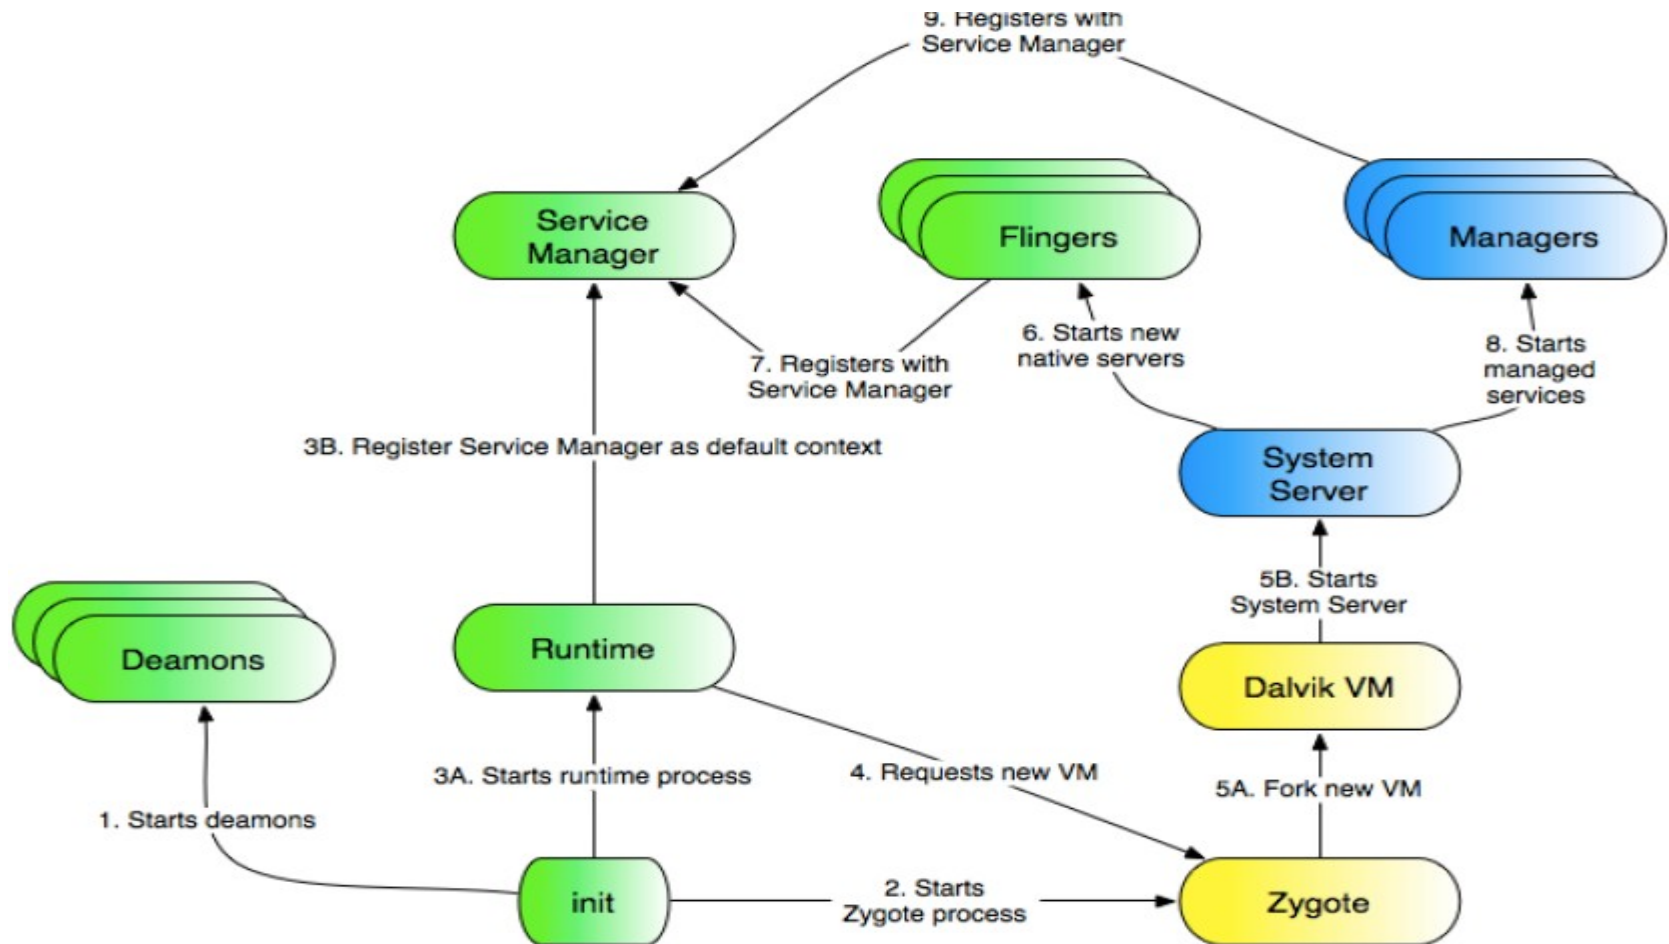 9. Registers with
Service Manager
Service
Manager
Flingers
Managers
6. Starts new
native servers
8. Starts
managed
services
7. Registers with
Service Manager
3B. Register Service Manager as default context
System
Server
5B. Starts
System Server
Deamons
Runtime
Dalvik VM
3A. Starts runtime process
4. Requests new VM
5A. Fork new VM
1. Starts deamons
init
2. Starts
Zygote process
Zygote